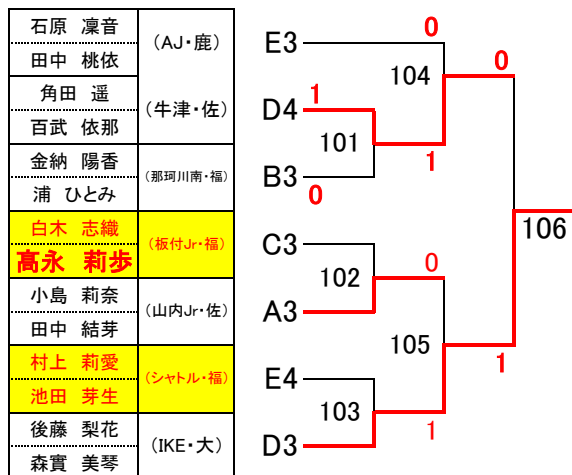 石原 凜音
田中 桃依
(AJ・鹿)
E3
0
角田 遥
百武 依那
(牛津・佐)
D4
1
104
0
金納 陽香
浦 ひとみ
(那珂川南・福)
B3
0
101
1
白木 志織
髙永 莉歩
(板付Jr・福)
C3
106
小島 莉奈
田中 結芽
(山内Jr・佐)
A3
102
0
村上 莉愛
池田 芽生
(シャトル・福)
E4
105
1
後藤 梨花
森實 美琴
(IKE・大)
D3
103
1